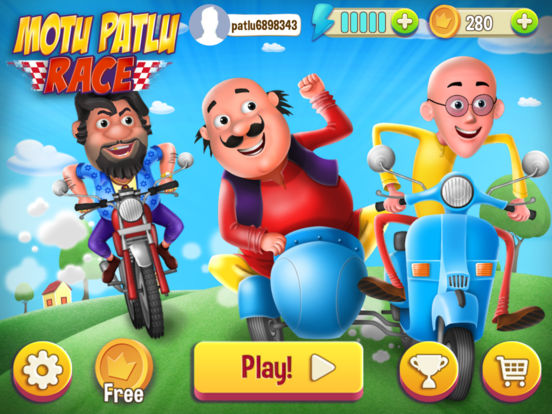 MOTU PATLU
RACE
patlu6898343
280
Free
Play!